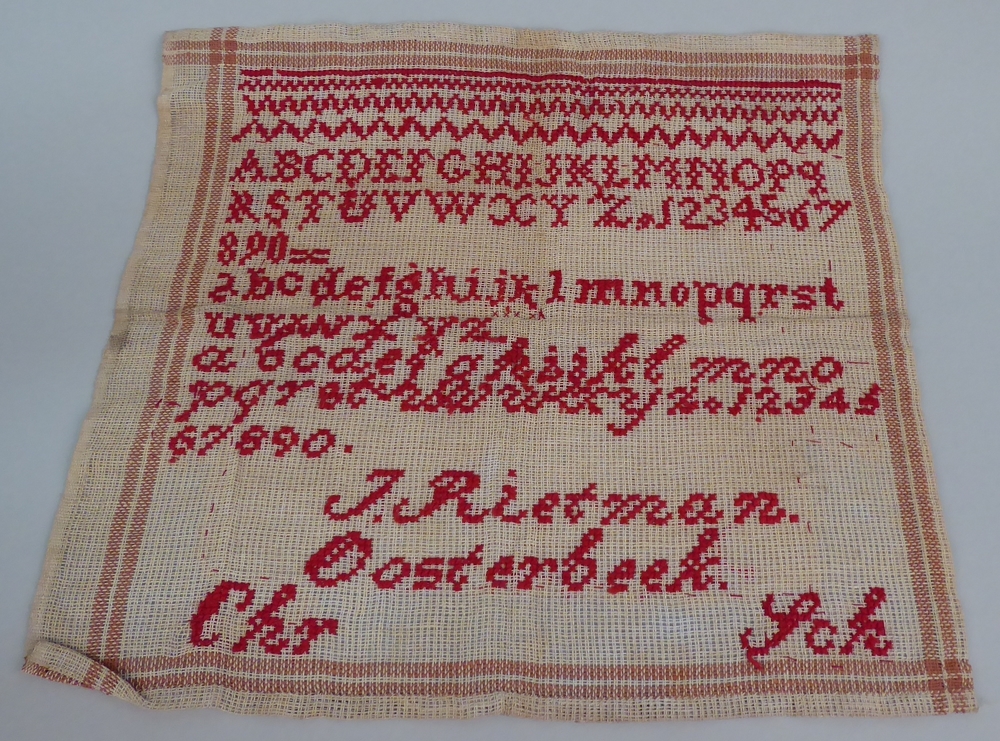 ABCDEFGHIJKLMNOPQ
RSTUVWXYZ.1234567
890=
abcdefghijklmnopqrst
uvwxyz
abcdefghijklmno
pqrstuvwxyz.12345
67890.
J. Rietman.
Oosterbeek.
Chr Sch